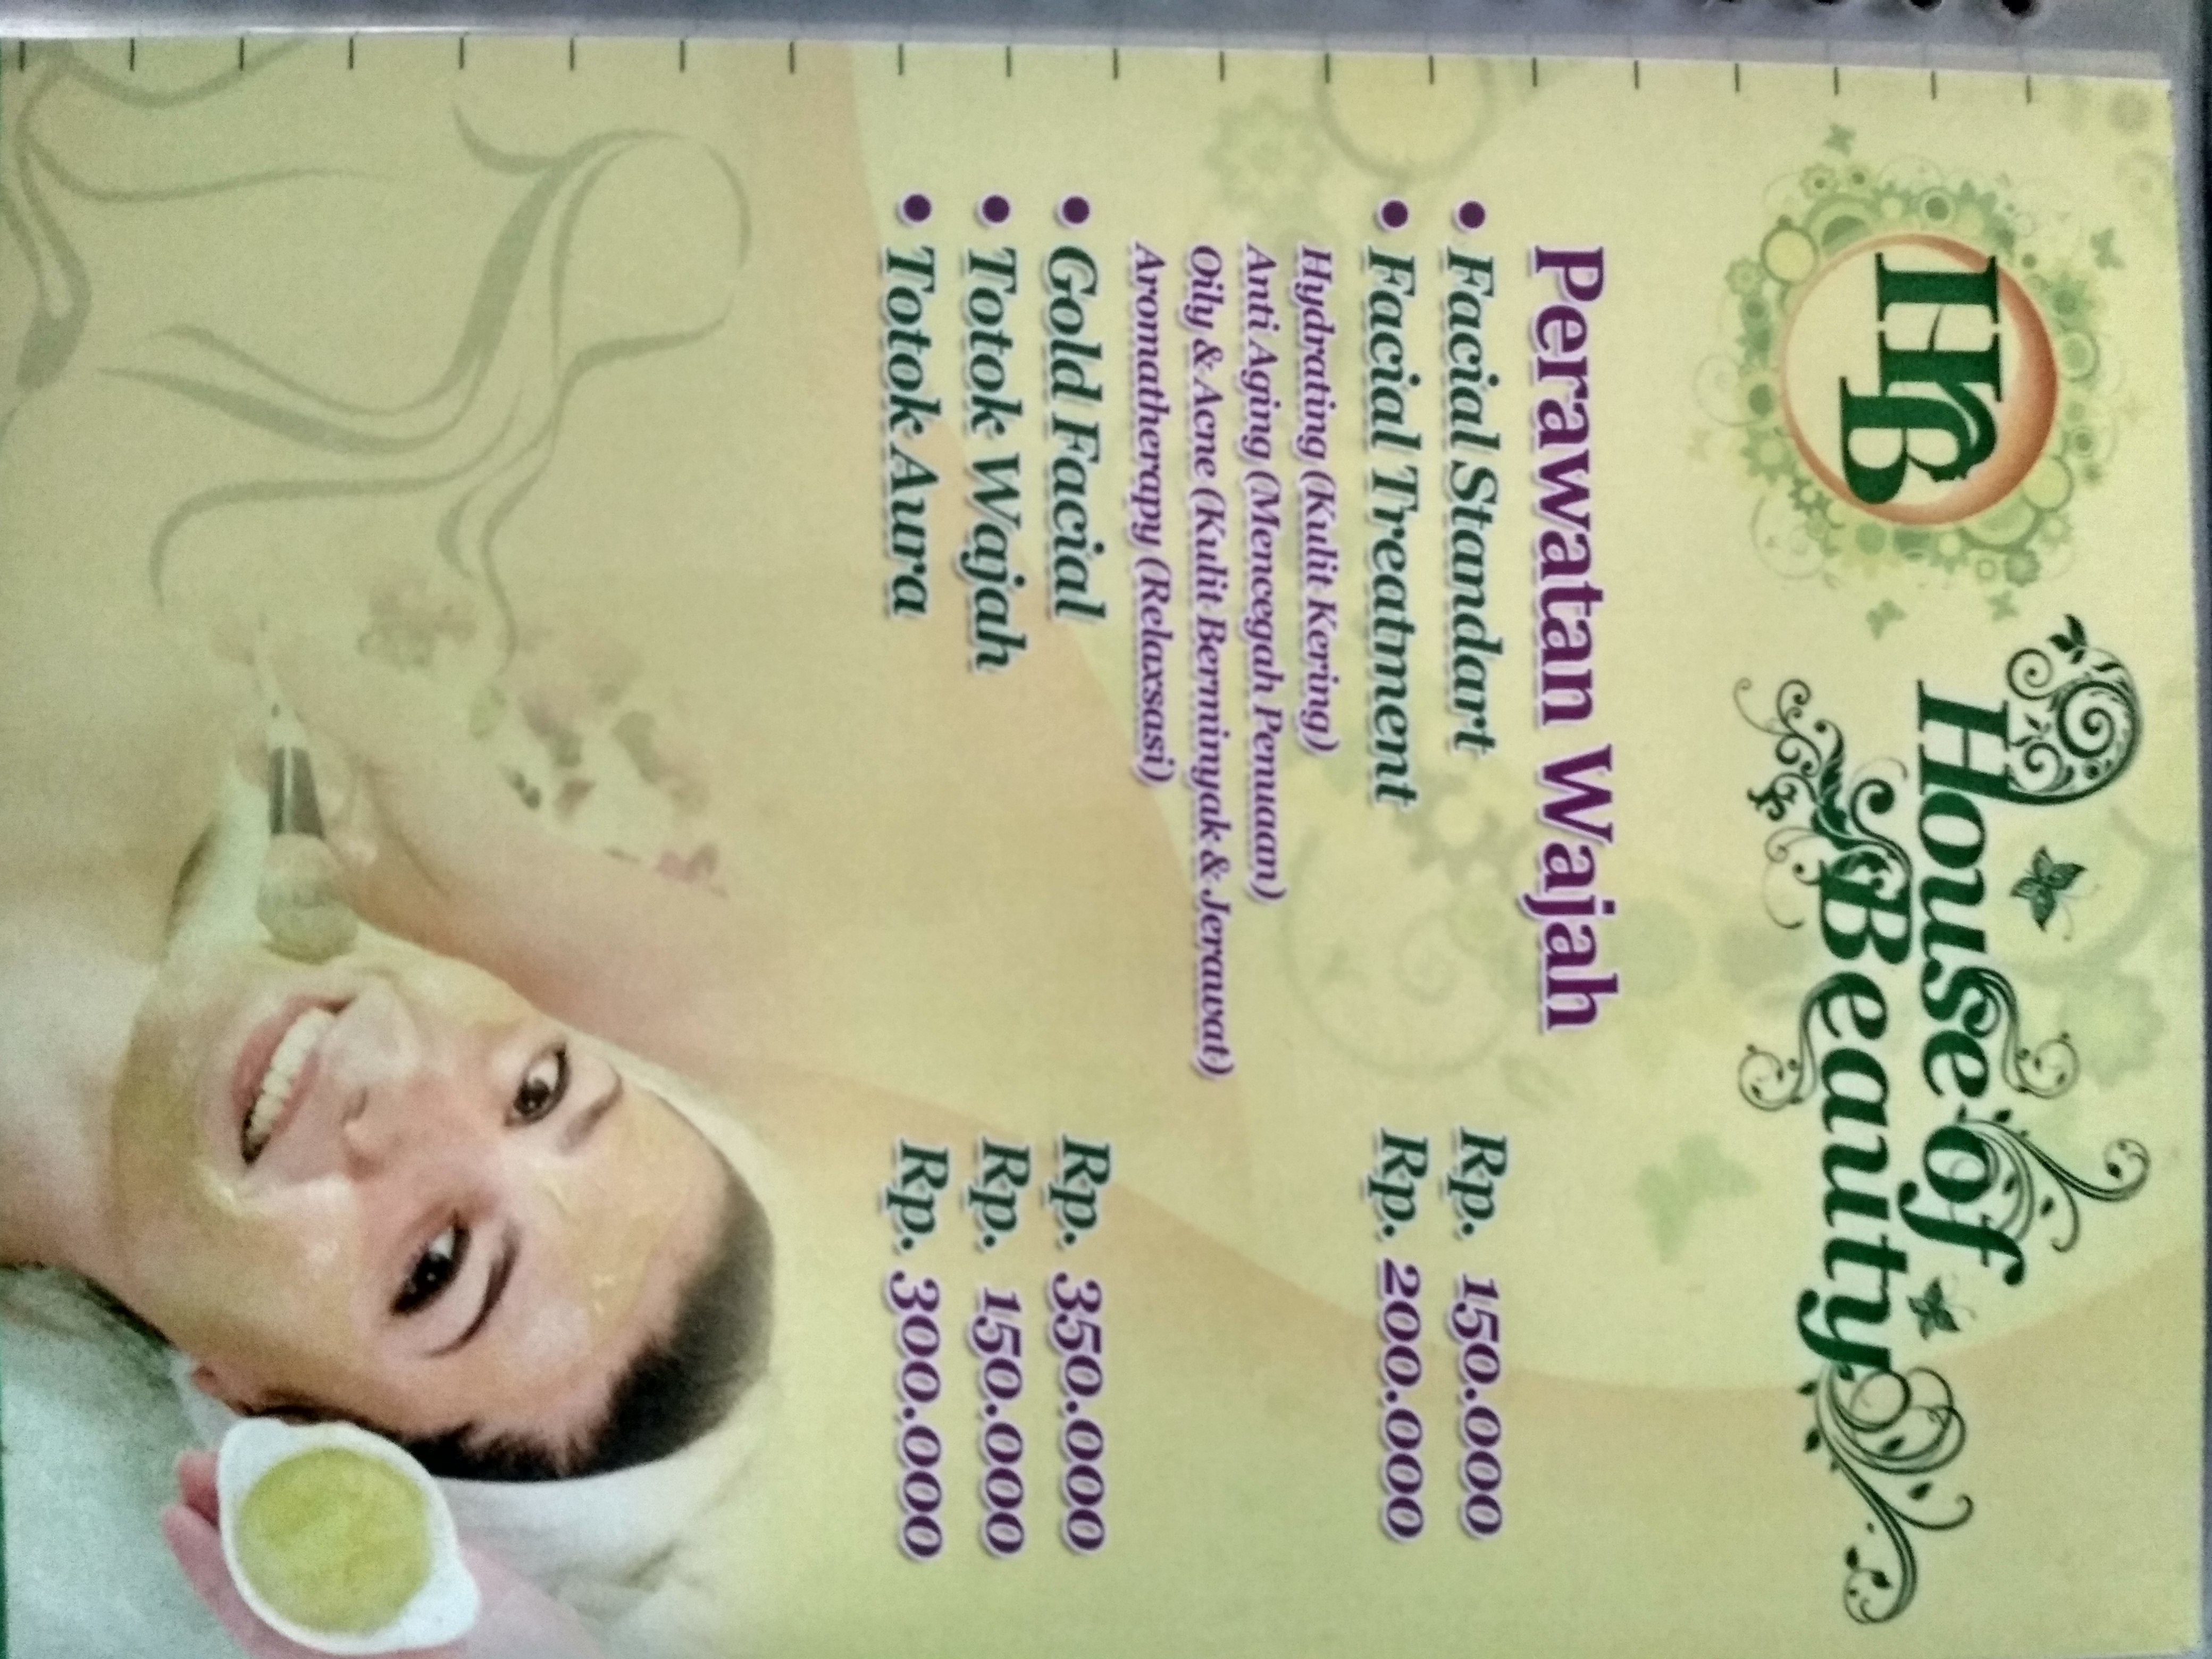 HB
House of
Beauity
Perawatan Wajah
• Facial Standart Rp. 150.000
• Facial Treatment Rp. 200.000
Hydrating (Kulit Kering)
Anti Aging (Mencegah Penuaan)
Oily & Acne (Kulit Berminyak & Jerawat)
Aromatherapy (Relaxsasi)
• Gold Facial Rp. 350.000
• Totok Wajah Rp. 150.000
• Totok Aura Rp. 300.000